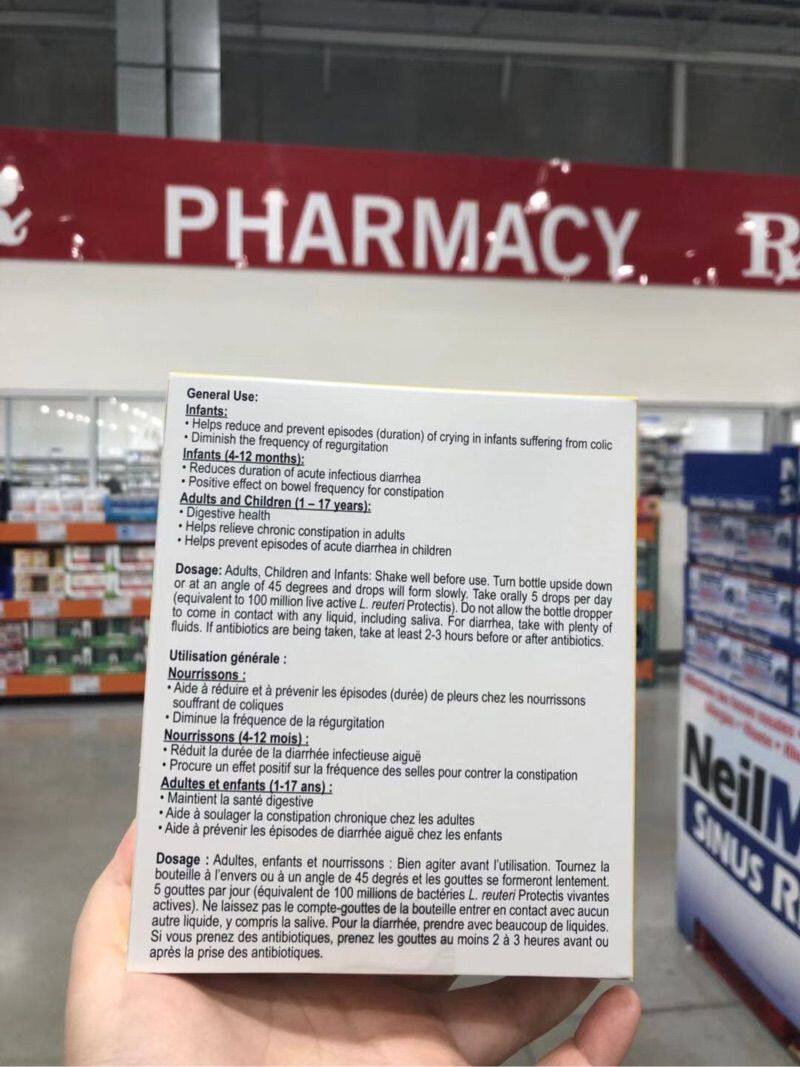 PHARMACY
General Use:
Infants:
• Helps reduce and prevent episodes (duration) of crying in infants suffering from colic
• Diminish the frequency of regurgitation
Infants (4-12 months):
• Reduces duration of acute infectious diarrhea
• Positive effect on bowel frequency for constipation
Adults and Children (1 – 17 years):
• Digestive health
• Helps relieve chronic constipation in adults
• Helps prevent episodes of acute diarrhea in children
Dosage: Adults, Children and Infants: Shake well before use. Turn bottle upside down
or at an angle of 45 degrees and drops will form slowly. Take orally 5 drops per day
(equivalent to 100 million live active L. reuteri Protectis). Do not allow the bottle dropper
to come in contact with any liquid, including saliva. For diarrhea, take with plenty of
fluids. If antibiotics are being taken, take at least 2-3 hours before or after antibiotics.
Utilisation générale :
Nourrissons :
• Aide à réduire et à prévenir les épisodes (durée) de pleurs chez les nourrissons
souffrant de coliques
• Diminue la fréquence de la régurgitation
Nourrissons (4-12 mois) :
• Réduit la durée de la diarrhée infectieuse aiguë
• Procure un effet positif sur la fréquence des selles pour contrer la constipation
Adultes et enfants (1-17 ans) :
• Maintient la santé digestive
• Aide à soulager la constipation chronique chez les adultes
• Aide à prévenir les épisodes de diarrhée aiguë chez les enfants
Dosage : Adultes, enfants et nourrissons : Bien agiter avant l'utilisation. Tournez la
bouteille à l'envers ou à un angle de 45 degrés et les gouttes se formeront lentement.
5 gouttes par jour (équivalent de 100 millions de bactéries L. reuteri Protectis vivantes
actives). Ne laissez pas le compte-gouttes de la bouteille entrer en contact avec aucun
autre liquide, y compris la salive. Pour la diarrhée, prendre avec beaucoup de liquides.
Si vous prenez des antibiotiques, prenez les gouttes au moins 2 à 3 heures avant ou
après la prise des antibiotiques.
NeilM
SINUS R